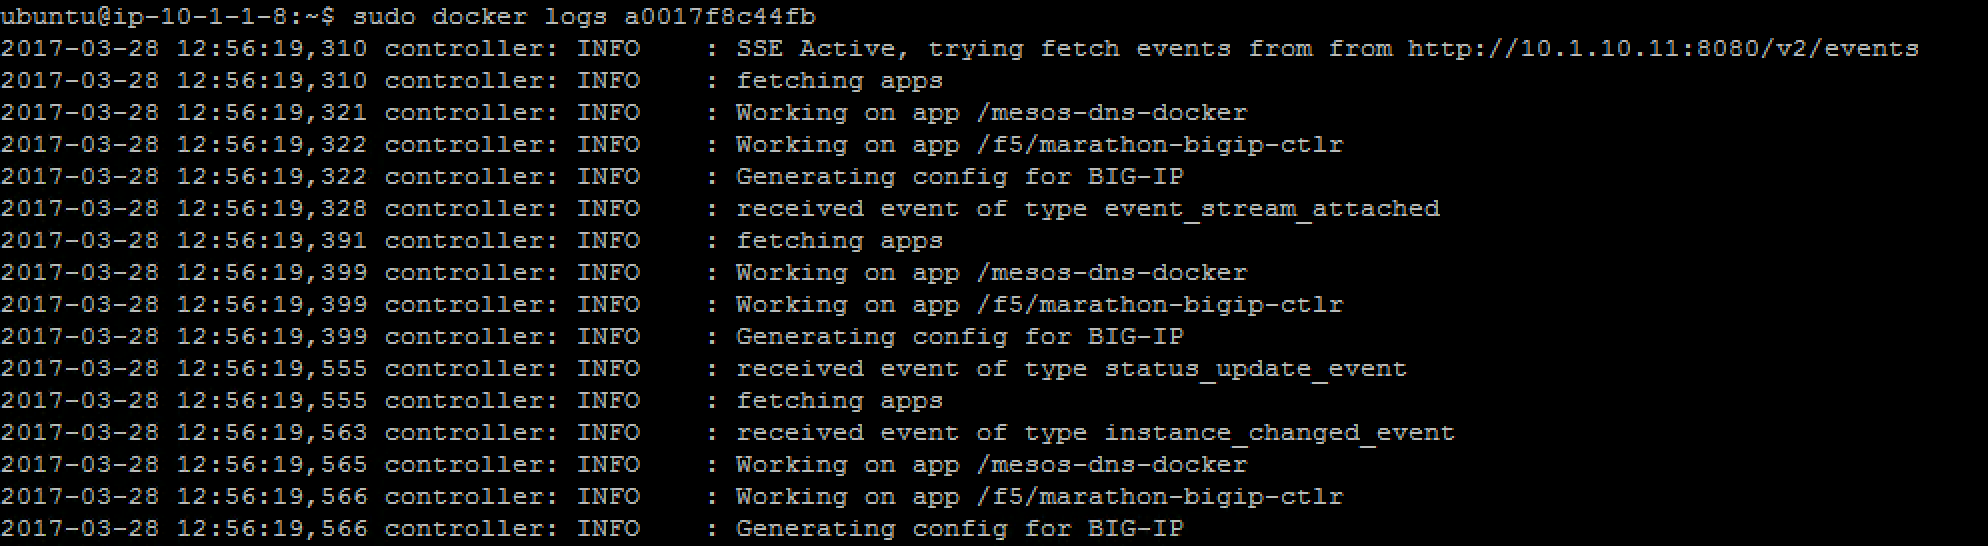 ubuntu@ip-10-1-1-8:~$ sudo docker logs a0017f8c44fb
2017-03-28 12:56:19,310 controller: INFO    : SSE Active, trying fetch events from from http://10.1.10.11:8080/v2/events
2017-03-28 12:56:19,310 controller: INFO    : fetching apps
2017-03-28 12:56:19,321 controller: INFO    : Working on app /mesos-dns-docker
2017-03-28 12:56:19,322 controller: INFO    : Working on app /f5/marathon-bigip-ctlr
2017-03-28 12:56:19,322 controller: INFO    : Generating config for BIG-IP
2017-03-28 12:56:19,328 controller: INFO    : received event of type event_stream_attached
2017-03-28 12:56:19,391 controller: INFO    : fetching apps
2017-03-28 12:56:19,399 controller: INFO    : Working on app /mesos-dns-docker
2017-03-28 12:56:19,399 controller: INFO    : Working on app /f5/marathon-bigip-ctlr
2017-03-28 12:56:19,399 controller: INFO    : Generating config for BIG-IP
2017-03-28 12:56:19,555 controller: INFO    : received event of type status_update_event
2017-03-28 12:56:19,555 controller: INFO    : fetching apps
2017-03-28 12:56:19,563 controller: INFO    : received event of type instance_changed_event
2017-03-28 12:56:19,565 controller: INFO    : Working on app /mesos-dns-docker
2017-03-28 12:56:19,566 controller: INFO    : Working on app /f5/marathon-bigip-ctlr
2017-03-28 12:56:19,566 controller: INFO    : Generating config for BIG-IP